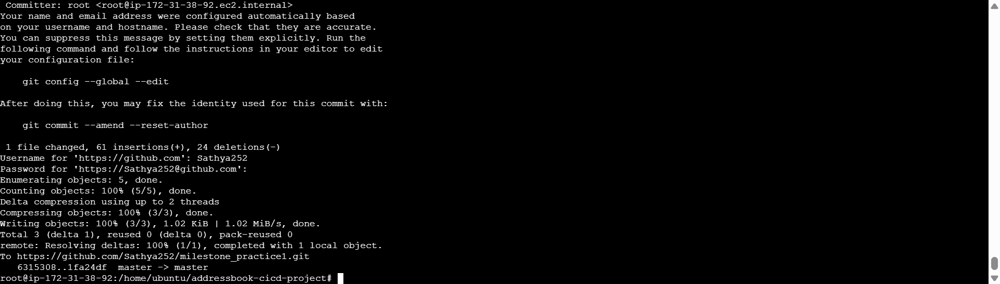 Committer: root <root@ip-172-31-38-92.ec2.internal>
Your name and email address were configured automatically based
on your username and hostname. Please check that they are accurate.
You can suppress this message by setting them explicitly. Run the
following command and follow the instructions in your editor to edit
your configuration file:
git config --global --edit
After doing this, you may fix the identity used for this commit with:
git commit --amend --reset-author
1 file changed, 61 insertions(+), 24 deletions(-)
Username for 'https://github.com': Sathya252
Password for 'https://Sathya252@github.com':
Enumerating objects: 5, done.
Counting objects: 100% (5/5), done.
Delta compression using up to 2 threads
Compressing objects: 100% (3/3), done.
Writing objects: 100% (3/3), 1.02 KiB | 1.02 MiB/s, done.
Total 3 (delta 1), reused 0 (delta 0), pack-reused 0
remote: Resolving deltas: 100% (1/1), completed with 1 local object.
To https://github.com/Sathya252/milestone_practice1.git
6315308..1fa24df  master -> master
root@ip-172-31-38-92:/home/ubuntu/addressbook-cicd-project#